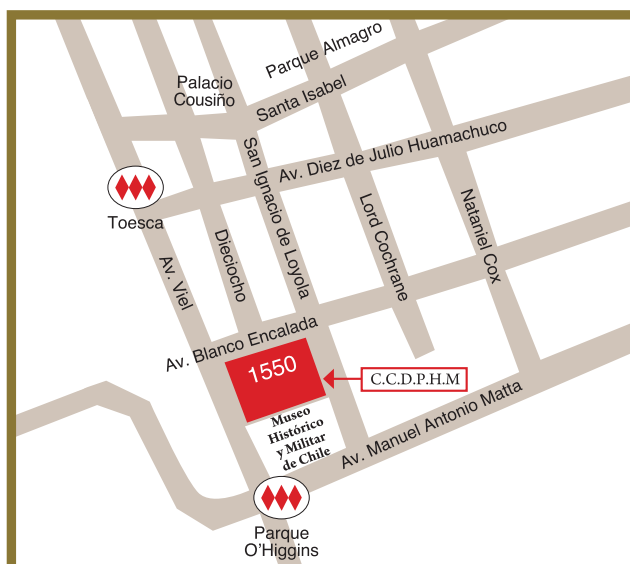 Parque Almagro
Palacio
Cousiño
Santa Isabel
Av. Diez de Julio Huamachuco
San Ignacio de Loyola
Toesca
Lord Cochrane
Nataniel Cox
Dieciocho
Av. Viel
Av. Blanco Encalada
1550
C.C.D.P.H.M
Museo
Histórico
y Militar
de Chile
Av. Manuel Antonio Matta
Parque
O'Higgins